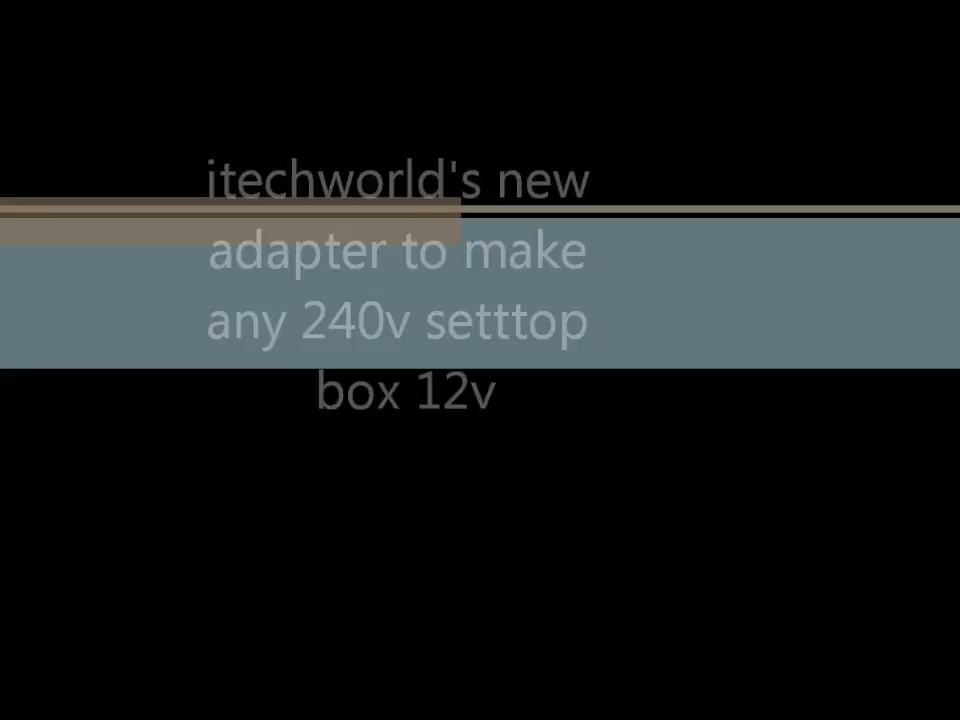 itechworld's new
adapter to make
any 240v setttop
box 12v